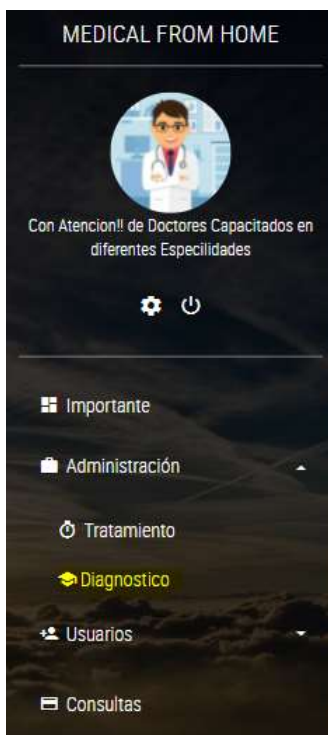 MEDICAL FROM HOME
Con Atencion!! de Doctores Capacitados en
diferentes Especilidades
Importante
Administración
Tratamiento
Diagnostico
Usuarios
Consultas